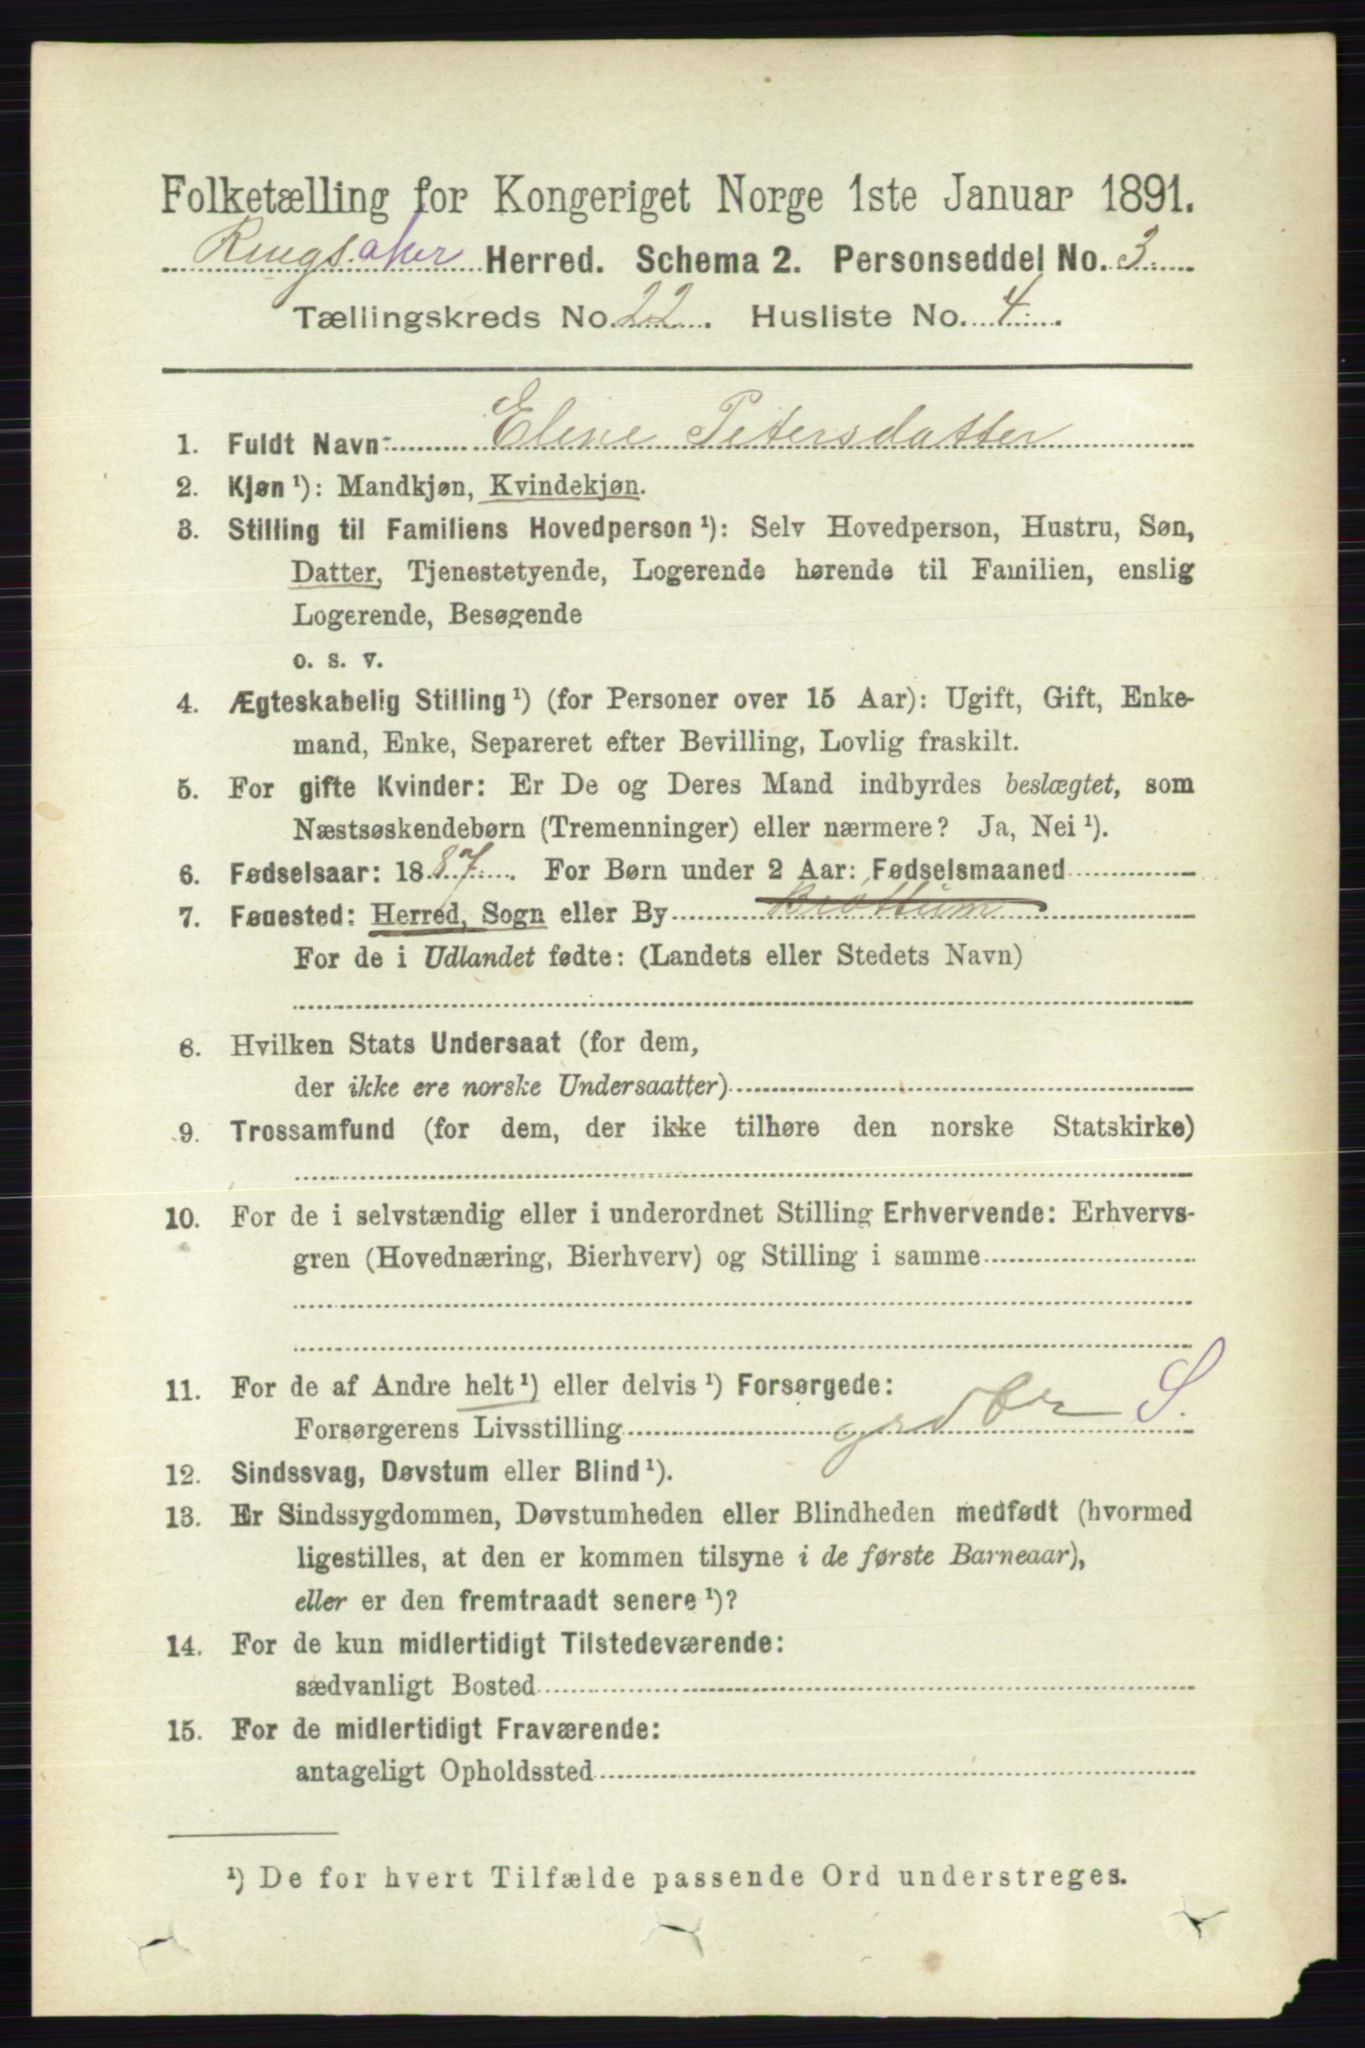 Folketælling for Kongeriget Norge 1ste Januar 1891.
Ringsaker Herred. Schema 2. Personseddel No. 3
Tællingskreds No. 22. Husliste No. 4.
1. Fuldt Navn Eline Petersdatter
2. Kjøn ¹): Mandkjøn, Kvindekjøn.
3. Stilling til Familiens Hovedperson ¹): Selv Hovedperson, Hustru, Søn,
Datter, Tjenestetyende, Logerende hørende til Familien, enslig
Logerende, Besøgende
o. s. v.
4. Ægteskabelig Stilling ¹) (for Personer over 15 Aar): Ugift, Gift, Enke-
mand, Enke, Separeret efter Bevilling, Lovlig fraskilt.
5. For gifte Kvinder: Er De og Deres Mand indbyrdes beslægtet, som
Næstsøskendebørn (Tremenninger) eller nærmere? Ja, Nei ¹).
6. Fødselsaar: 1887. For Børn under 2 Aar: Fødselsmaaned
7. Føuested: Herred, Sogn eller By Brøttum
For de i Udlandet fødte: (Landets eller Stedets Navn)
8. Hvilken Stats Undersaat (for dem,
der ikke ere norske Undersaatter)
9. Trossamfund (for dem, der ikke tilhøre den norske Statskirke)
10. For de i selvstændig eller i underordnet Stilling Erhvervende: Erhvervs-
gren (Hovednæring, Bierhverv) og Stilling i samme
11. For de af Andre helt ¹) eller delvis ¹) Forsørgede:
Forsørgerens Livsstilling grdbr S.
12. Sindssvag, Døvstum eller Blind ¹).
13. Er Sindssygdommen, Døvstumheden eller Blindheden medfødt (hvormed
ligestilles, at den er kommen tilsyne i de første Barneaar),
eller er den fremtraadt senere ¹)?
14. For de kun midlertidigt Tilstedeværende:
sædvanligt Bosted
15. For de midlertidigt Fraværende:
antageligt Opholdssted
¹) De for hvert Tilfælde passende Ord understreges.